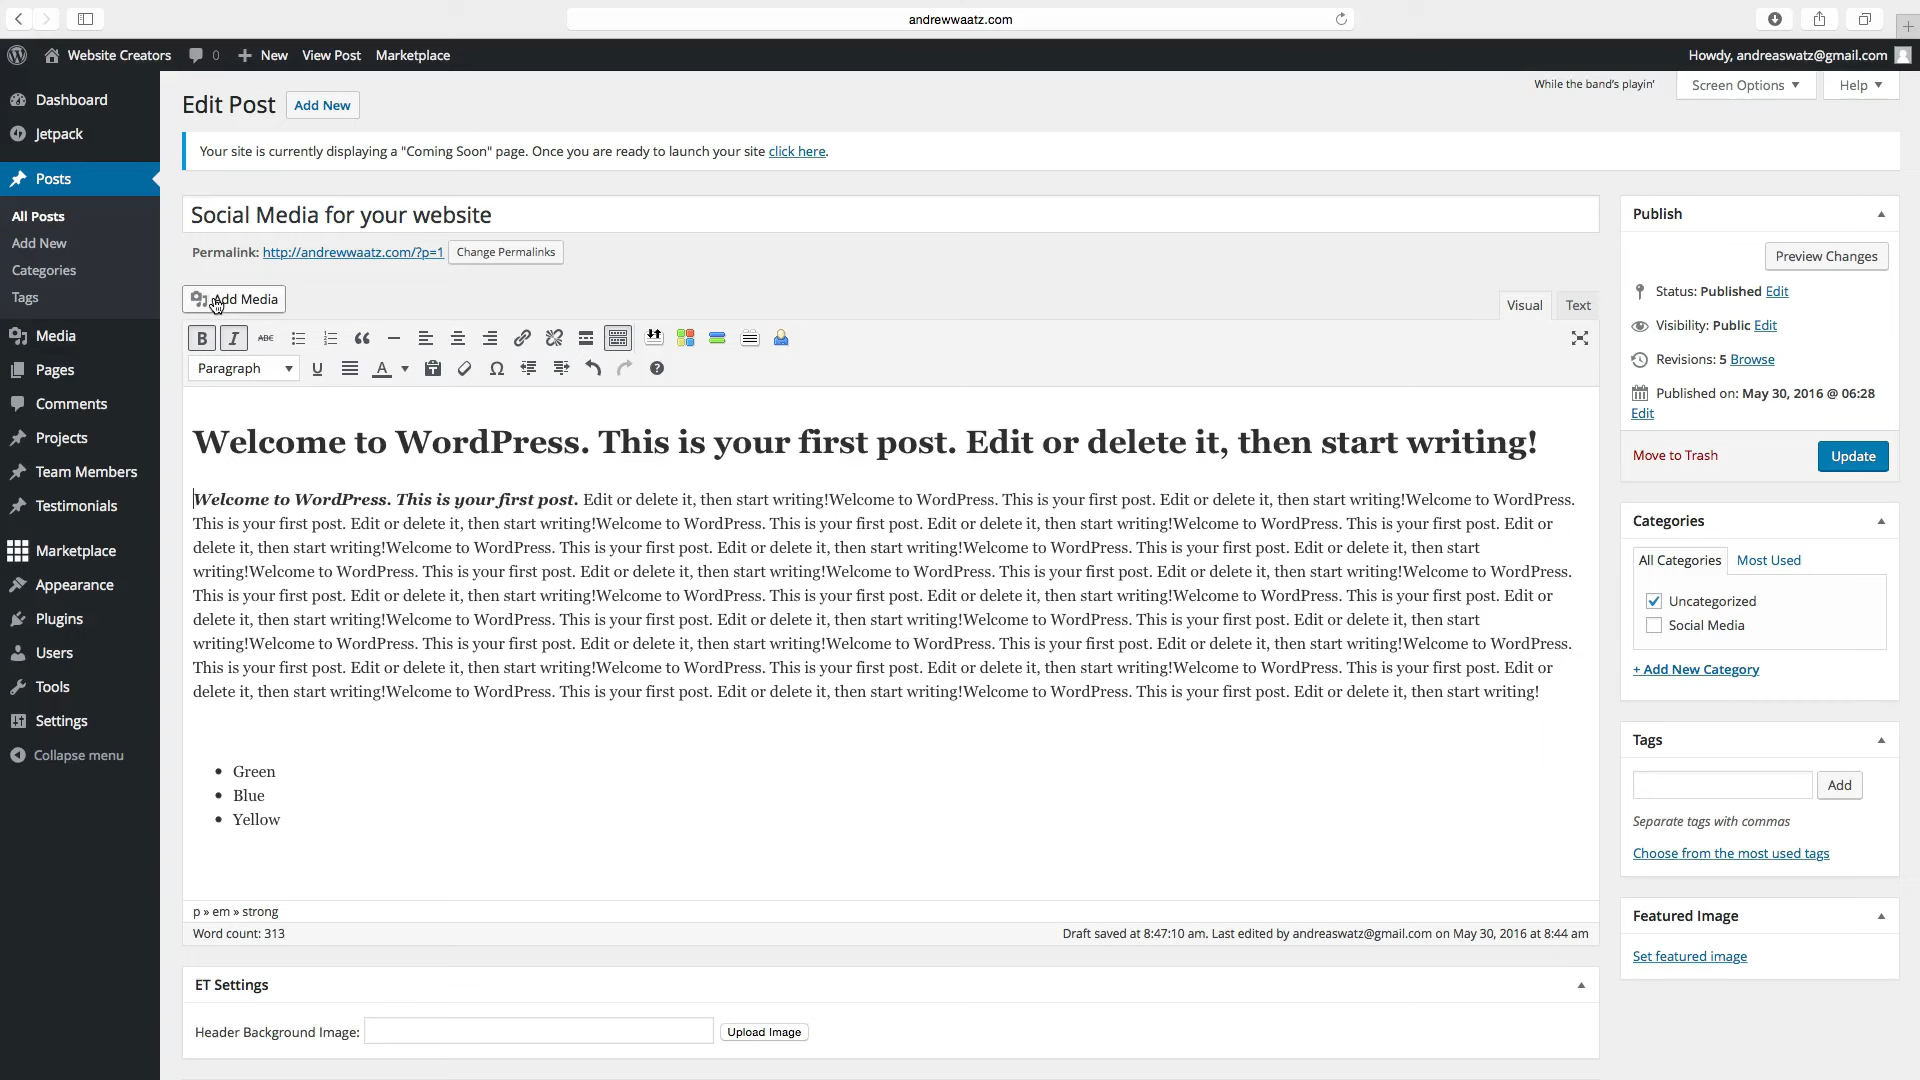 andrewwaatz.com
Website Creators 0 New View Post Marketplace Howdy, andreaswatz@gmail.com
Dashboard
Jetpack
Posts
All Posts
Add New
Categories
Tags
Media
Pages
Comments
Projects
Team Members
Testimonials
Marketplace
Appearance
Plugins
Users
Tools
Settings
Collapse menu
While the band's playin' Screen Options Help
Edit Post Add New
Your site is currently displaying a "Coming Soon" page. Once you are ready to launch your site click here.
Social Media for your website
Permalink: http://andrewwaatz.com/?p=1 Change Permalinks
Add Media
Visual Text
B I ABC
Paragraph U A Ω
Welcome to WordPress. This is your first post. Edit or delete it, then start writing!
Welcome to WordPress. This is your first post. Edit or delete it, then start writing!Welcome to WordPress. This is your first post. Edit or delete it, then start writing!Welcome to WordPress.
This is your first post. Edit or delete it, then start writing!Welcome to WordPress. This is your first post. Edit or delete it, then start writing!Welcome to WordPress. This is your first post. Edit or
delete it, then start writing!Welcome to WordPress. This is your first post. Edit or delete it, then start writing!Welcome to WordPress. This is your first post. Edit or delete it, then start
writing!Welcome to WordPress. This is your first post. Edit or delete it, then start writing!Welcome to WordPress. This is your first post. Edit or delete it, then start writing!Welcome to WordPress.
This is your first post. Edit or delete it, then start writing!Welcome to WordPress. This is your first post. Edit or delete it, then start writing!Welcome to WordPress. This is your first post. Edit or
delete it, then start writing!Welcome to WordPress. This is your first post. Edit or delete it, then start writing!Welcome to WordPress. This is your first post. Edit or delete it, then start
writing!Welcome to WordPress. This is your first post. Edit or delete it, then start writing!Welcome to WordPress. This is your first post. Edit or delete it, then start writing!Welcome to WordPress.
This is your first post. Edit or delete it, then start writing!Welcome to WordPress. This is your first post. Edit or delete it, then start writing!Welcome to WordPress. This is your first post. Edit or
delete it, then start writing!Welcome to WordPress. This is your first post. Edit or delete it, then start writing!Welcome to WordPress. This is your first post. Edit or delete it, then start writing!
Green
Blue
Yellow
p » em » strong
Word count: 313 Draft saved at 8:47:10 am. Last edited by andreaswatz@gmail.com on May 30, 2016 at 8:44 am
ET Settings
Header Background Image: Upload Image
Publish
Preview Changes
Status: Published Edit
Visibility: Public Edit
Revisions: 5 Browse
Published on: May 30, 2016 @ 06:28
Edit
Move to Trash Update
Categories
All Categories Most Used
Uncategorized
Social Media
+ Add New Category
Tags
Add
Separate tags with commas
Choose from the most used tags
Featured Image
Set featured image